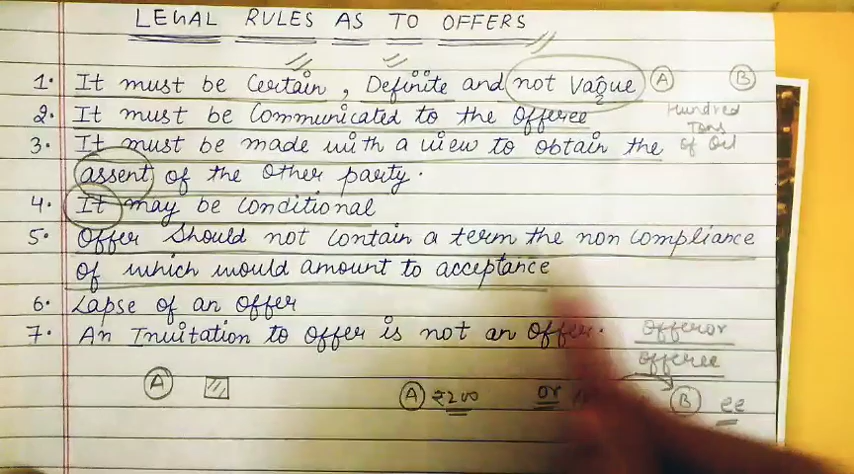 LEGAL RULES AS TO OFFERS
1. It must be Certain, Definite and not Vague (A) (B)
2. It must be Communicated to the Offeree
Hundred
Tons
of Oil
3. It must be made with a view to obtain the
assent of the other party.
4. It may be Conditional
5. Offer Should not contain a term the non compliance
of which would amount to acceptance
6. Lapse of an offer
7. An Invitation to offer is not an offer.
Offeror
Offeree
(A)
(A) ₹200 or (B) ee